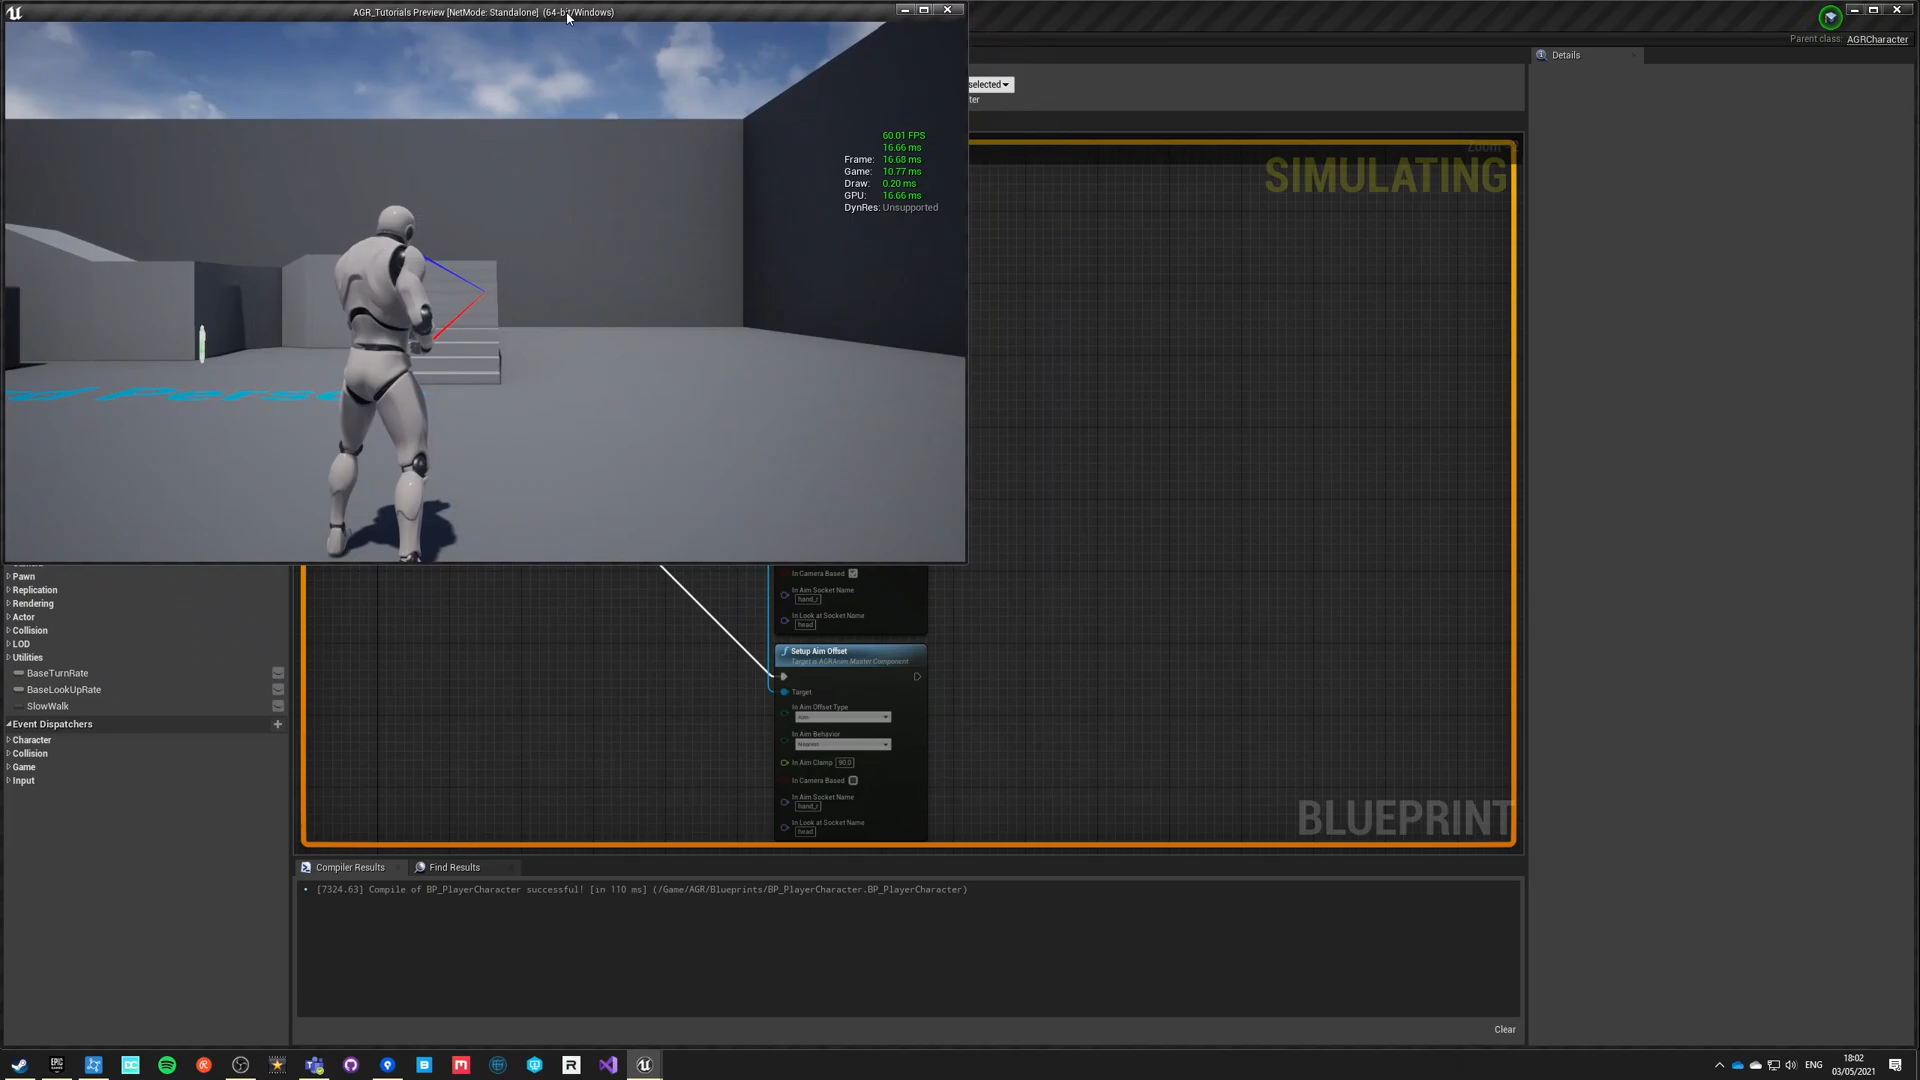 AGR_Tutorials Preview [NetMode: Standalone] (64-bit/Windows)
Parent class: AGRCharacter
Details
selected
ter
60.01 FPS
16.66 ms
Frame: 16.68 ms
Game: 10.77 ms
Draw: 0.20 ms
GPU: 16.66 ms
DynRes: Unsupported
Zoom -2
SIMULATING
Pawn
Replication
Rendering
Actor
Collision
LOD
Utilities
BaseTurnRate
BaseLookUpRate
SlowWalk
Event Dispatchers
Character
Collision
Game
Input
In Camera Based
In Aim Socket Name
hand_r
In Look at Socket Name
head
Setup Aim Offset
Target is AGRAnim Master Component
Target
In Aim Offset Type
Aim
In Aim Behavior
Nearest
In Aim Clamp 90.0
In Camera Based
In Aim Socket Name
hand_r
In Look at Socket Name
head
BLUEPRINT
Compiler Results
Find Results
[7324.63] Compile of BP_PlayerCharacter successful! [in 110 ms] (/Game/AGR/Blueprints/BP_PlayerCharacter.BP_PlayerCharacter)
Clear
ENG
18:02
03/05/2021